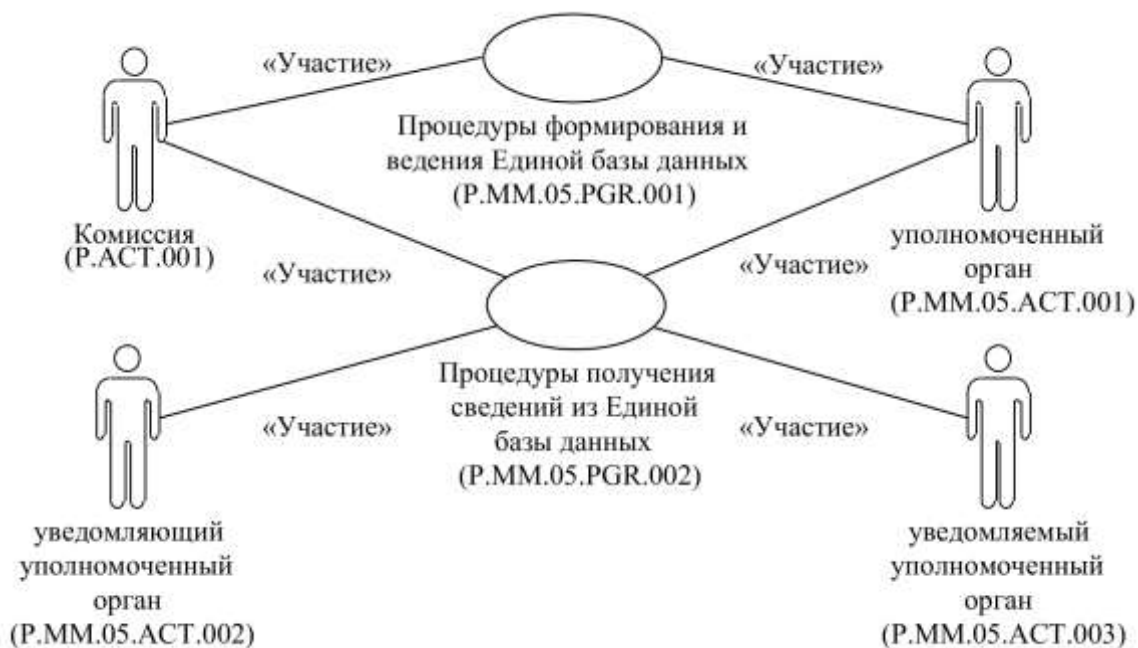 «Участие»
«Участие»
Процедуры формирования и
ведения Единой базы данных
(P.MM.05.PGR.001)
Комиссия
(P.ACT.001)
уполномоченный
орган
(P.MM.05.ACT.001)
«Участие»
«Участие»
Процедуры получения
сведений из Единой
базы данных
(P.MM.05.PGR.002)
«Участие»
«Участие»
уведомляющий
уполномоченный
орган
(P.MM.05.ACT.002)
уведомляемый
уполномоченный
орган
(P.MM.05.ACT.003)